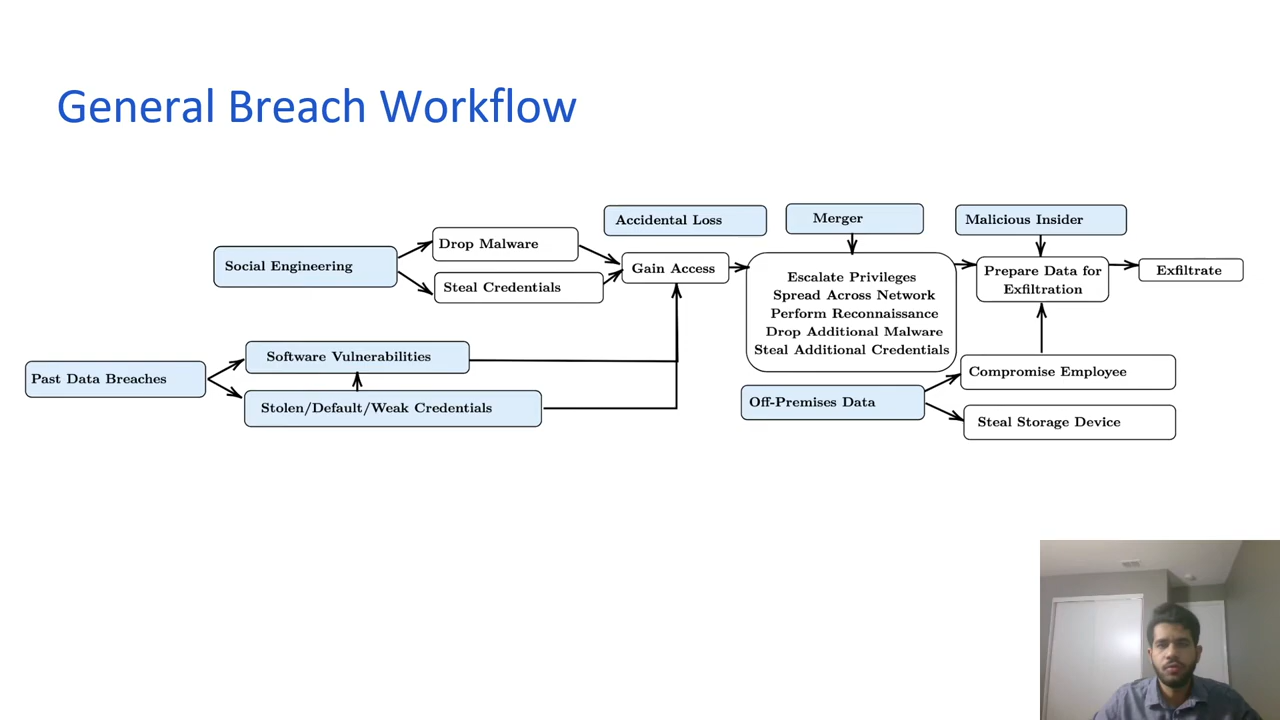 General Breach Workflow
Accidental Loss
Merger
Malicious Insider
Drop Malware
Social Engineering
Gain Access
Steal Credentials
Escalate Privileges
Spread Across Network
Perform Reconnaissance
Drop Additional Malware
Steal Additional Credentials
Prepare Data for
Exfiltration
Exfiltrate
Software Vulnerabilities
Past Data Breaches
Stolen/Default/Weak Credentials
Off-Premises Data
Compromise Employee
Steal Storage Device